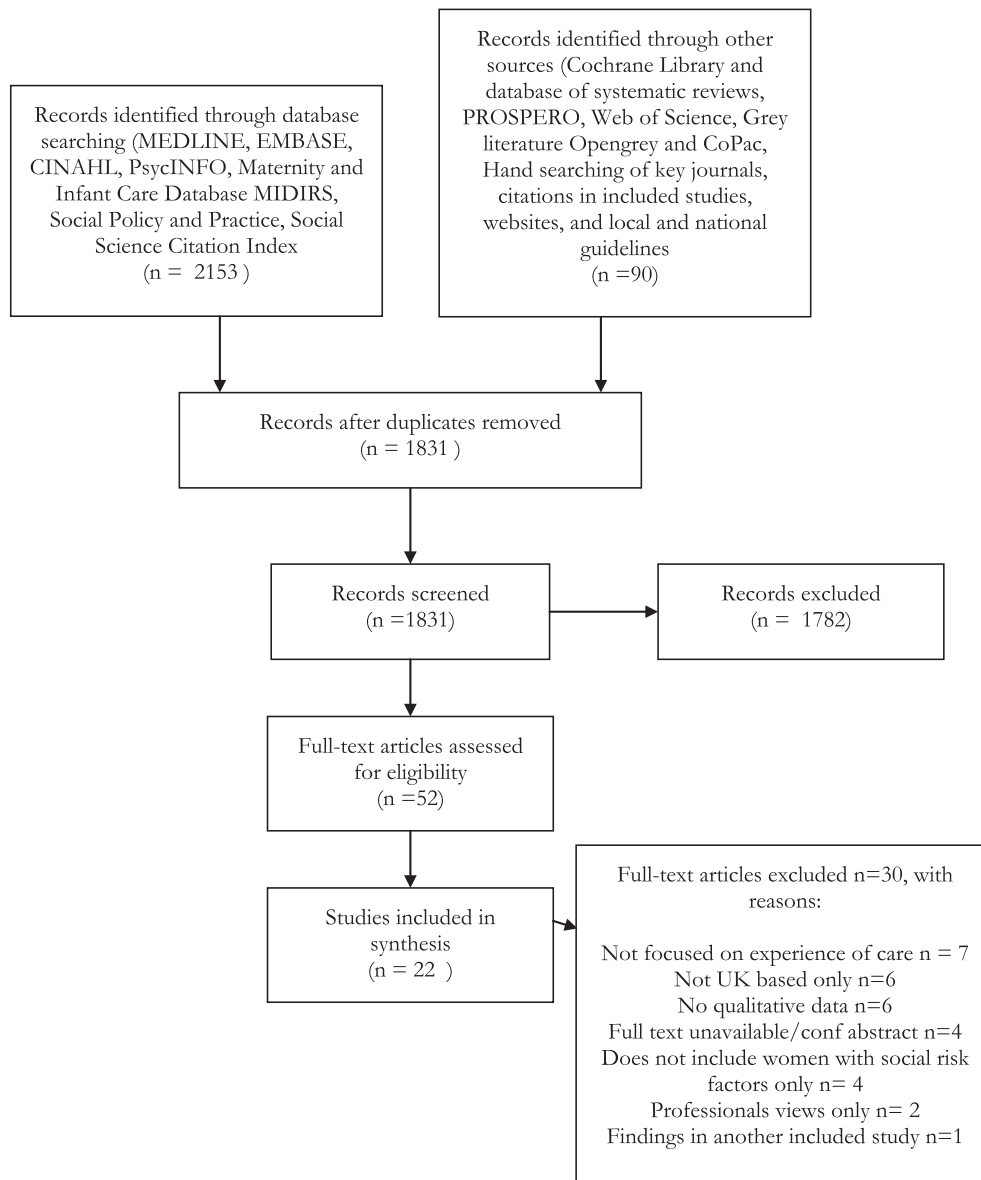 Records identified through database
searching (MEDLINE, EMBASE,
CINAHL, PsycINFO, Maternity and
Infant Care Database MIDIRS,
Social Policy and Practice, Social
Science Citation Index
(n = 2153 )
Records identified through other
sources (Cochrane Library and
database of systematic reviews,
PROSPERO, Web of Science, Grey
literature Opengrey and CoPac,
Hand searching of key journals,
citations in included studies,
websites, and local and national
guidelines
(n =90)
Records after duplicates removed
(n = 1831 )
Records screened
(n =1831)
Records excluded
(n = 1782)
Full-text articles assessed
for eligibility
(n =52)
Studies included in
synthesis
(n = 22 )
Full-text articles excluded n=30, with
reasons:
Not focused on experience of care n = 7
Not UK based only n=6
No qualitative data n=6
Full text unavailable/conf abstract n=4
Does not include women with social risk
factors only n= 4
Professionals views only n= 2
Findings in another included study n=1